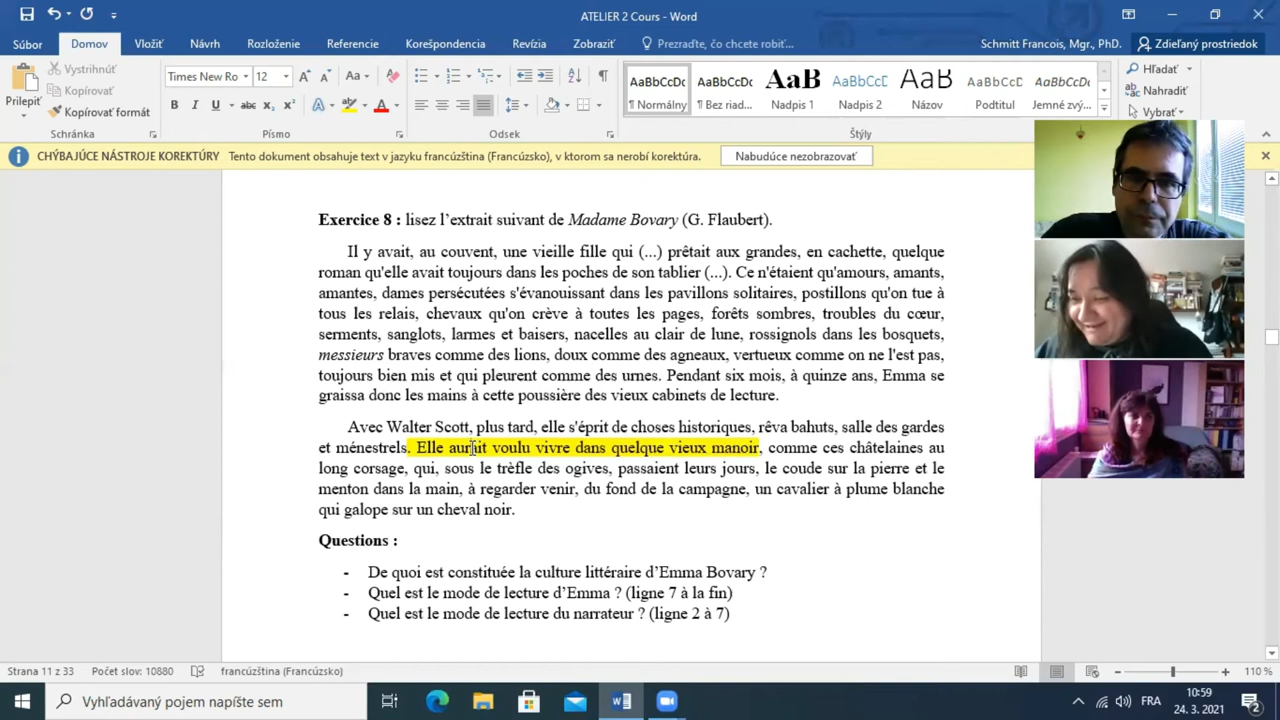 ATELIER 2 Cours - Word
Súbor Domov Vložiť Návrh Rozloženie Referencie Korešpondencia Revízia Zobraziť Prezraďte, čo chcete robiť... Schmitt Francois, Mgr., PhD. Zdieľaný prostriedok
Prilepiť
Vystrihnúť
Kopírovať
Kopírovať formát
Schránka
Times New Ro 12
Písmo
Odsek
AaBbCcDc AaBbCcDc AaB AaBbCcE AaB AaBbCcD AaBbCcDc
¶ Normálny ¶ Bez riad... Nadpis 1 Nadpis 2 Názov Podtitul Jemné zvý...
Štýly
Hľadať
Nahradiť
Vybrať
CHÝBAJÚCE NÁSTROJE KOREKTÚRY Tento dokument obsahuje text v jazyku francúzština (Francúzsko), v ktorom sa nerobí korektúra. Nabudúce nezobrazovať
Exercice 8 : lisez l’extrait suivant de Madame Bovary (G. Flaubert).
Il y avait, au couvent, une vieille fille qui (...) prêtait aux grandes, en cachette, quelque
roman qu'elle avait toujours dans les poches de son tablier (...). Ce n'étaient qu'amours, amants,
amantes, dames persécutées s'évanouissant dans les pavillons solitaires, postillons qu'on tue à
tous les relais, chevaux qu'on crève à toutes les pages, forêts sombres, troubles du cœur,
serments, sanglots, larmes et baisers, nacelles au clair de lune, rossignols dans les bosquets,
messieurs braves comme des lions, doux comme des agneaux, vertueux comme on ne l'est pas,
toujours bien mis et qui pleurent comme des urnes. Pendant six mois, à quinze ans, Emma se
graissa donc les mains à cette poussière des vieux cabinets de lecture.
Avec Walter Scott, plus tard, elle s'éprit de choses historiques, rêva bahuts, salle des gardes
et ménestrels. Elle aurait voulu vivre dans quelque vieux manoir, comme ces châtelaines au
long corsage, qui, sous le trèfle des ogives, passaient leurs jours, le coude sur la pierre et le
menton dans la main, à regarder venir, du fond de la campagne, un cavalier à plume blanche
qui galope sur un cheval noir.
Questions :
- De quoi est constituée la culture littéraire d’Emma Bovary ?
- Quel est le mode de lecture d’Emma ? (ligne 7 à la fin)
- Quel est le mode de lecture du narrateur ? (ligne 2 à 7)
Strana 11 z 33 Počet slov: 10880 francúzština (Francúzsko) 110 %
Vyhľadávaný pojem napíšte sem
FRA
10:59
24. 3. 2021
2